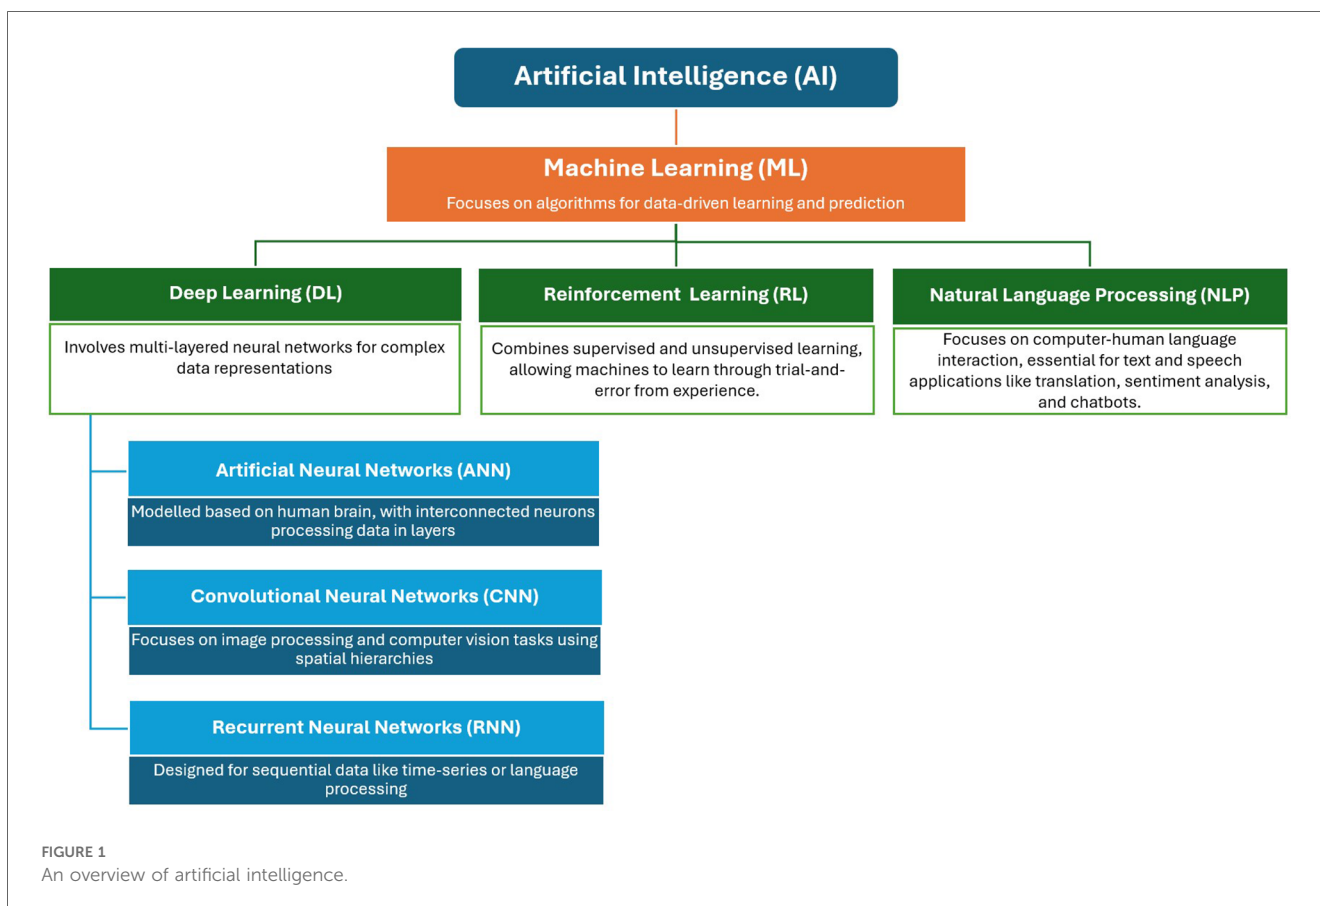 Artificial Intelligence (AI)
Machine Learning (ML)
Focuses on algorithms for data-driven learning and prediction
Deep Learning (DL)
Involves multi-layered neural networks for complex
data representations
Reinforcement Learning (RL)
Combines supervised and unsupervised learning,
allowing machines to learn through trial-and-
error from experience.
Natural Language Processing (NLP)
Focuses on computer-human language
interaction, essential for text and speech
applications like translation, sentiment analysis,
and chatbots.
Artificial Neural Networks (ANN)
Modelled based on human brain, with interconnected neurons
processing data in layers
Convolutional Neural Networks (CNN)
Focuses on image processing and computer vision tasks using
spatial hierarchies
Recurrent Neural Networks (RNN)
Designed for sequential data like time-series or language
processing
FIGURE 1
An overview of artificial intelligence.